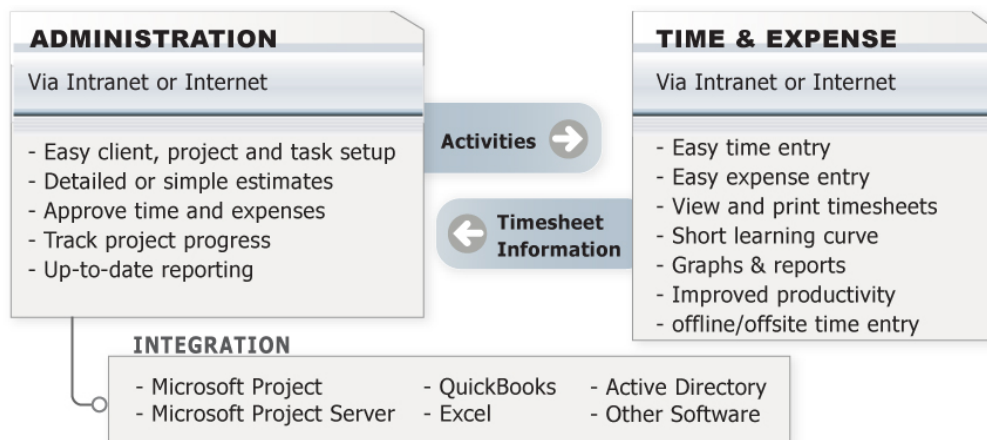 ADMINISTRATION
Via Intranet or Internet
- Easy client, project and task setup
- Detailed or simple estimates
- Approve time and expenses
- Track project progress
- Up-to-date reporting
Activities
Timesheet
Information
TIME & EXPENSE
Via Intranet or Internet
- Easy time entry
- Easy expense entry
- View and print timesheets
- Short learning curve
- Graphs & reports
- Improved productivity
- offline/offsite time entry
INTEGRATION
- Microsoft Project
- Microsoft Project Server
- QuickBooks
- Excel
- Active Directory
- Other Software